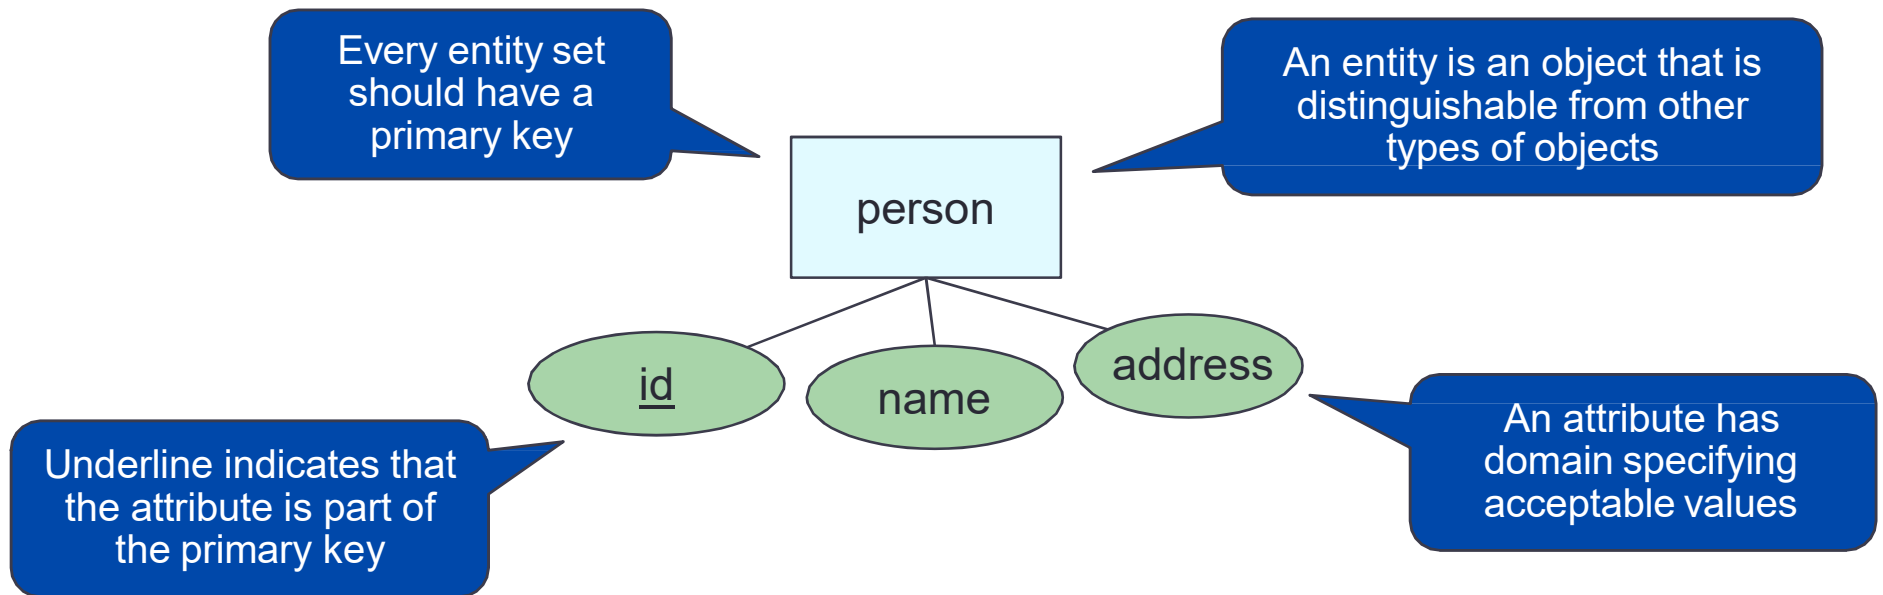 Every entity set
should have a
primary key
An entity is an object that is
distinguishable from other
types of objects
person
id
name
address
Underline indicates that
the attribute is part of
the primary key
An attribute has
domain specifying
acceptable values